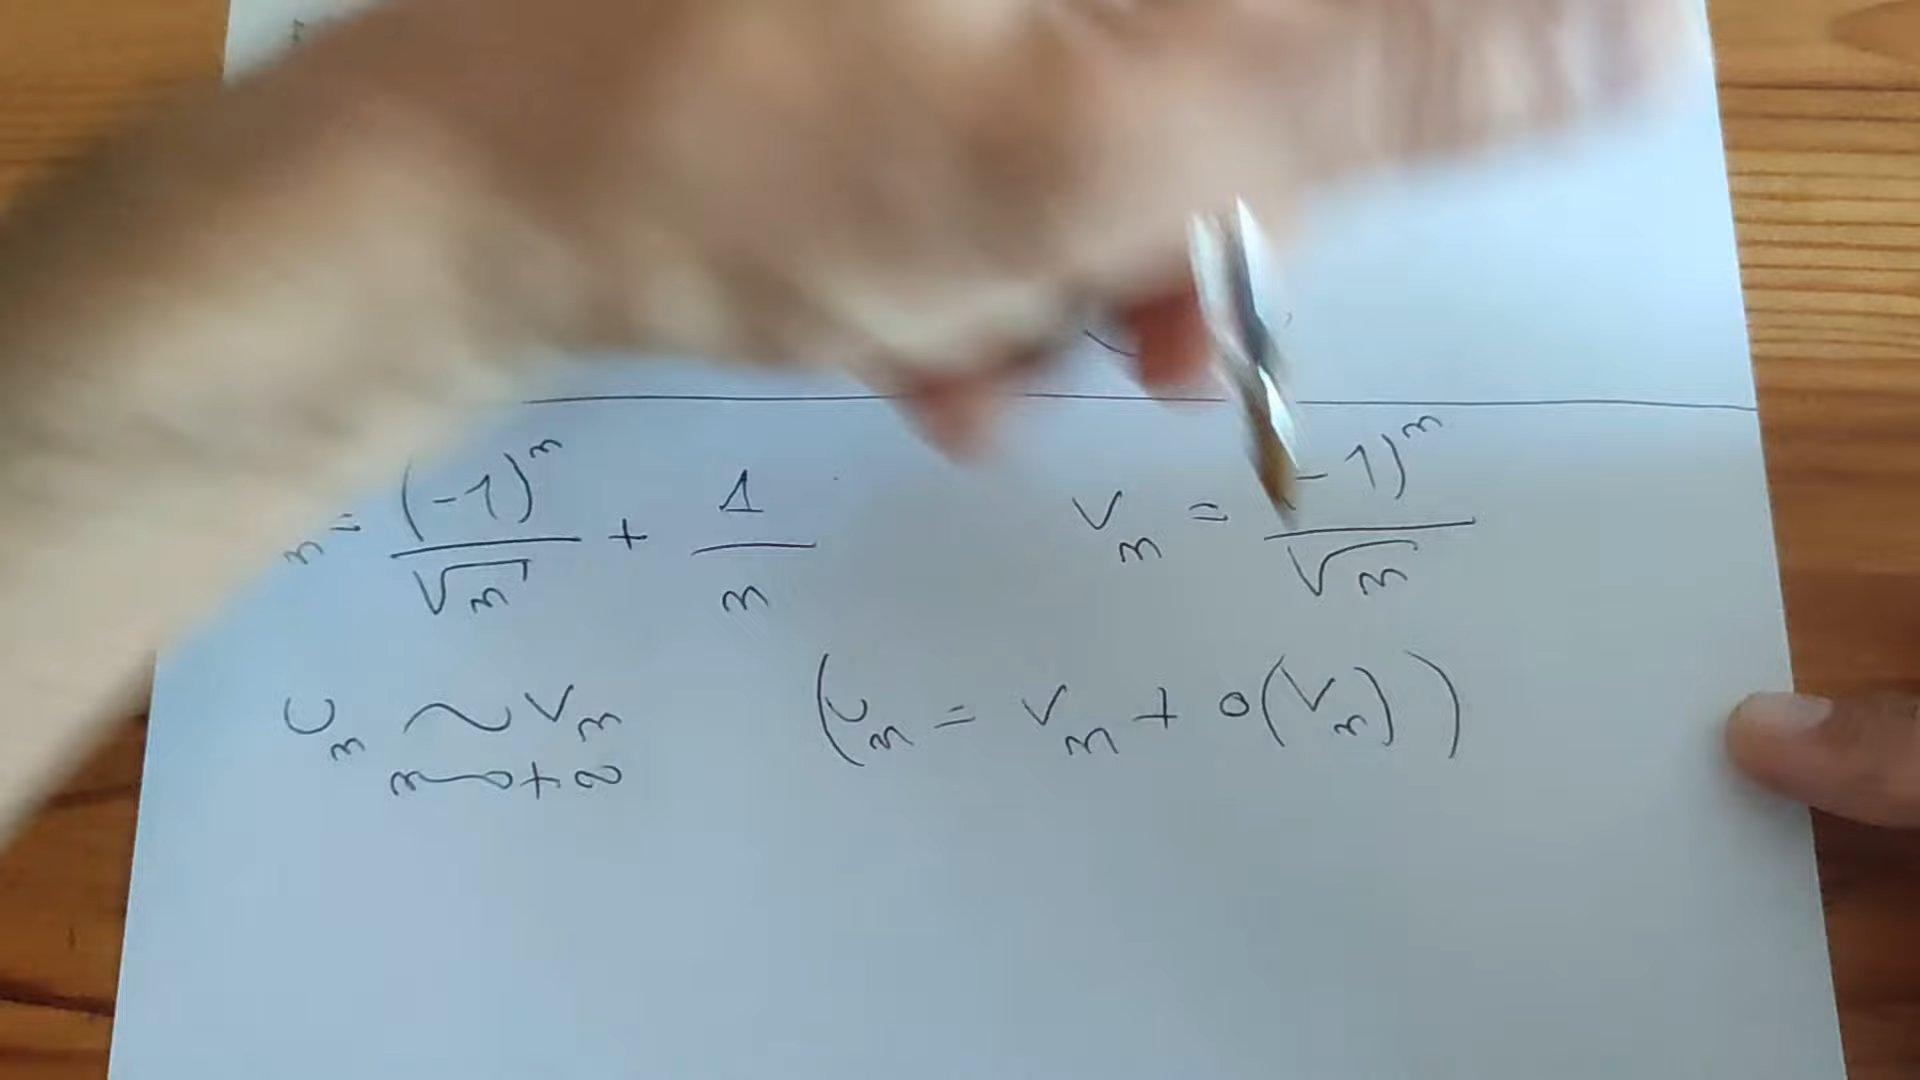 n = (-1)^n/√n + 1/n
v_n = (-1)^n/√n
u_n ~ v_n (u_n = v_n + o(v_n))
n→+∞